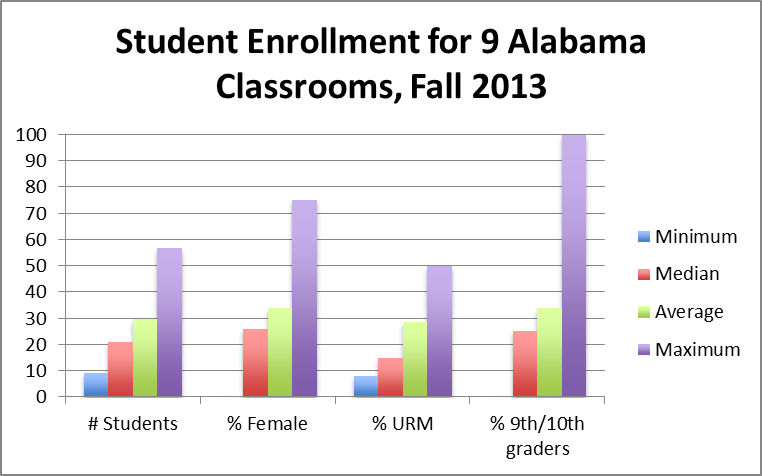 Student Enrollment for 9 Alabama
Classrooms, Fall 2013
100
90
80
70
60
50
40
30
20
10
0
# Students
% Female
% URM
% 9th/10th
graders
Minimum
Median
Average
Maximum